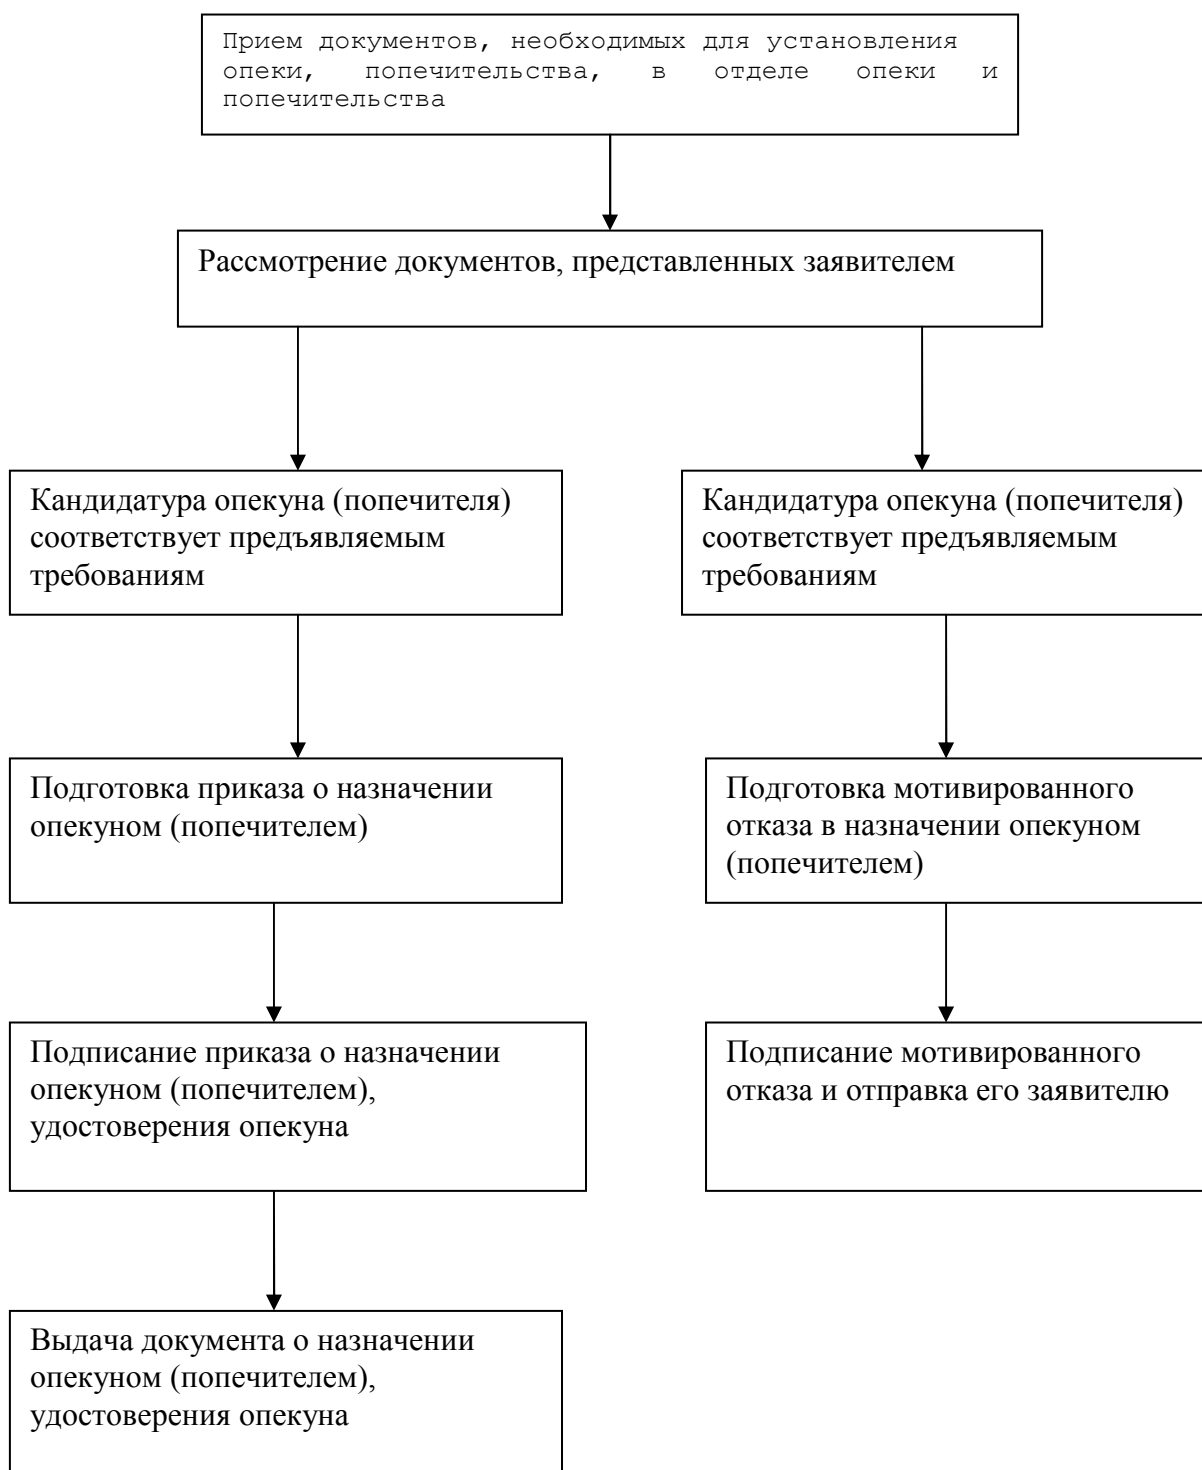 Прием документов, необходимых для установления
опеки, попечительства, в отделе опеки и
попечительства
Рассмотрение документов, представленных заявителем
Кандидатура опекуна (попечителя)
соответствует предъявляемым
требованиям
Кандидатура опекуна (попечителя)
соответствует предъявляемым
требованиям
Подготовка приказа о назначении
опекуном (попечителем)
Подготовка мотивированного
отказа в назначении опекуном
(попечителем)
Подписание приказа о назначении
опекуном (попечителем),
удостоверения опекуна
Подписание мотивированного
отказа и отправка его заявителю
Выдача документа о назначении
опекуном (попечителем),
удостоверения опекуна